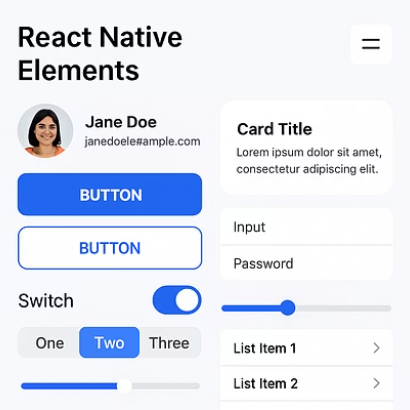 React Native
Elements
Jane Doe
janedoele#ample.com
BUTTON
BUTTON
Switch
One Two Three
Card Title
Lorem ipsum dolor sit amet,
consectetur adipiscing elit.
Input
Password
List Item 1
List Item 2